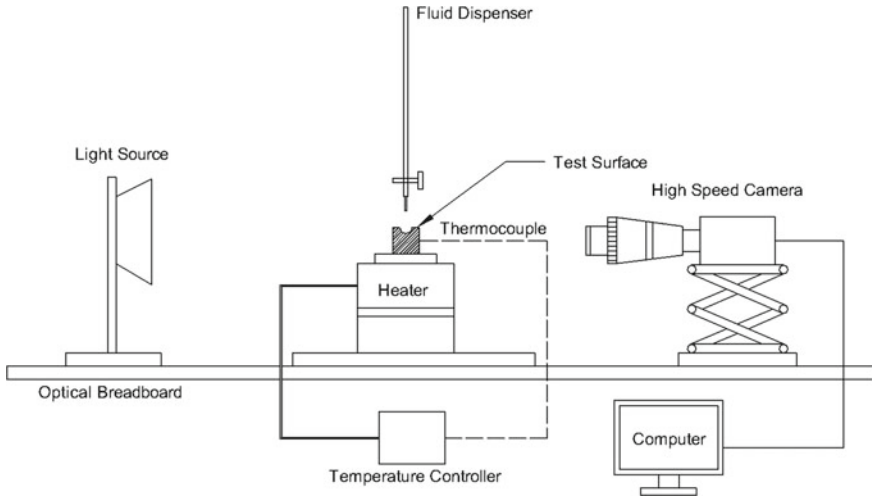 Fluid Dispenser
Light Source
Test Surface
High Speed Camera
Thermocouple
Heater
Optical Breadboard
Computer
Temperature Controller